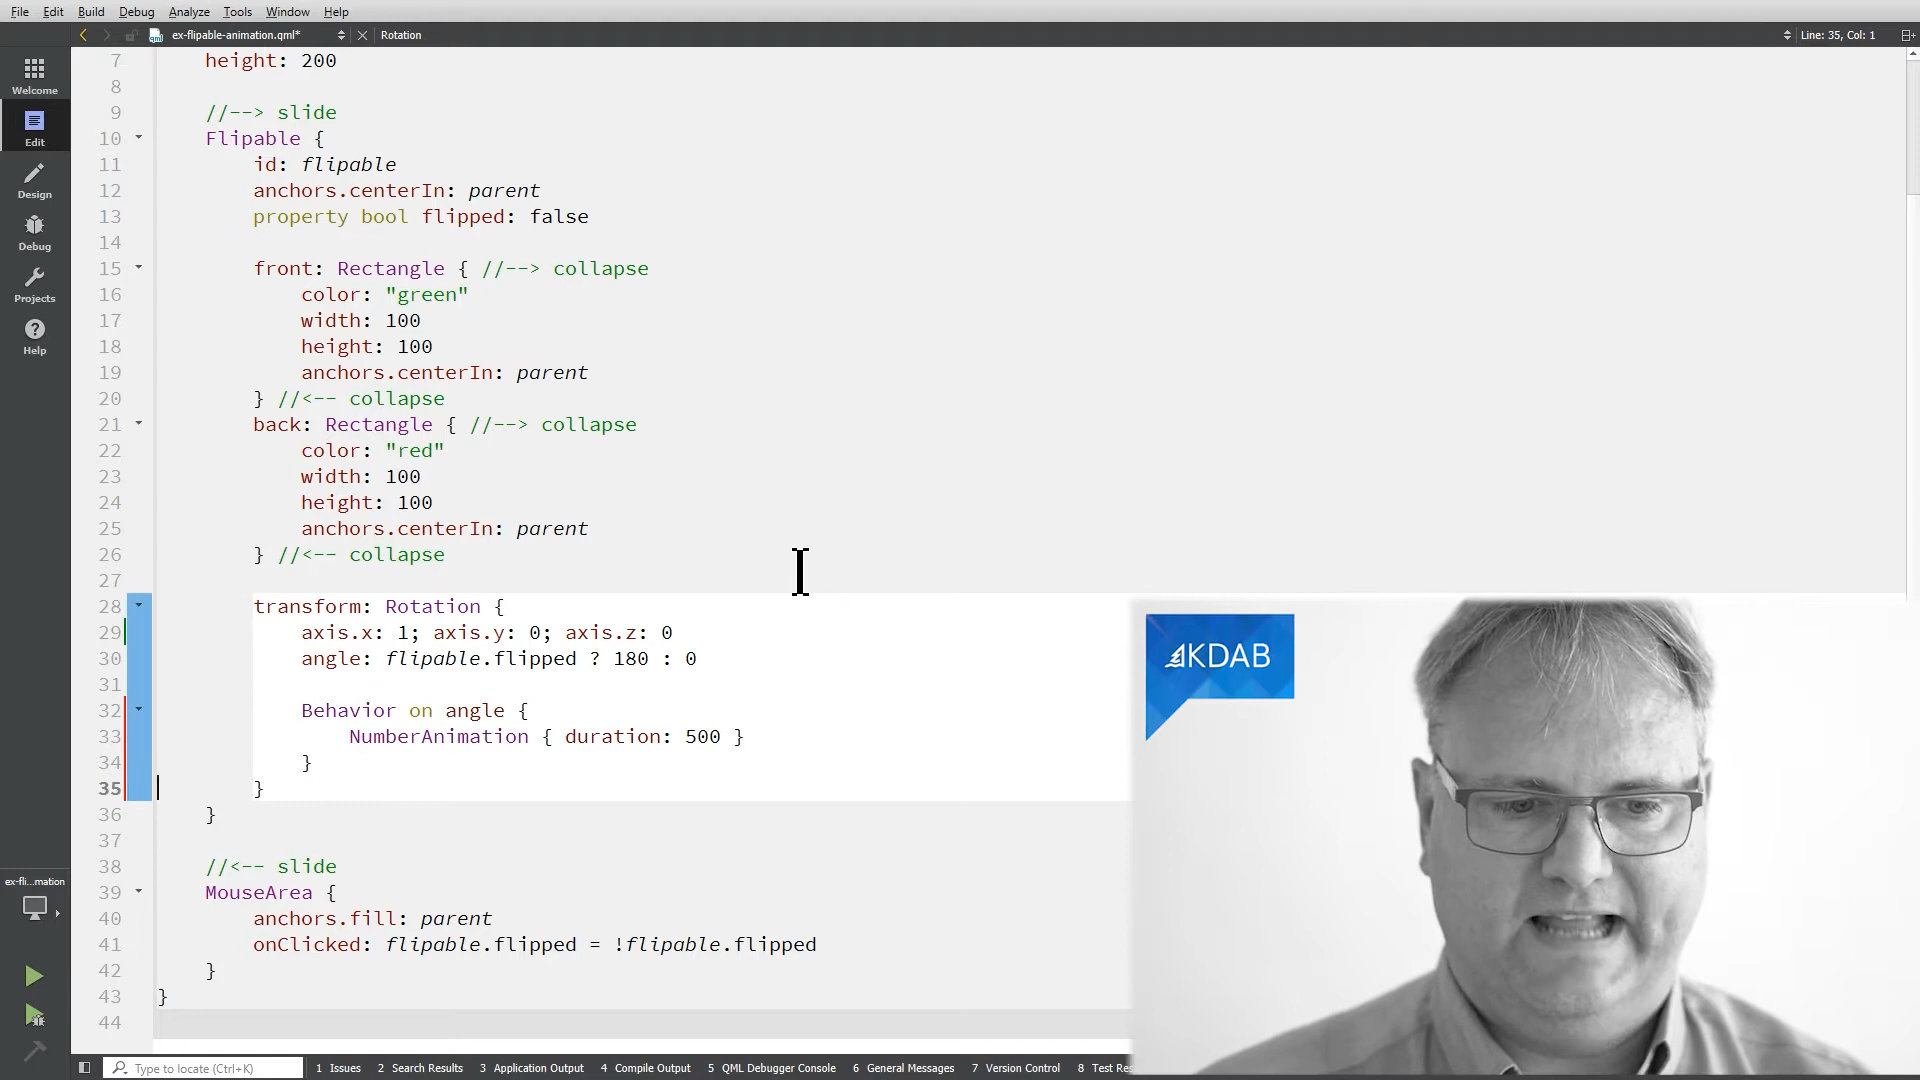 File Edit Build Debug Analyze Tools Window Help
ex-flipable-animation.qml* Rotation Line: 35, Col: 1
Welcome
Edit
Design
Debug
Projects
Help
7 height: 200
8
9 //--> slide
10 Flipable {
11 id: flipable
12 anchors.centerIn: parent
13 property bool flipped: false
14
15 front: Rectangle { //--> collapse
16 color: "green"
17 width: 100
18 height: 100
19 anchors.centerIn: parent
20 } //<-- collapse
21 back: Rectangle { //--> collapse
22 color: "red"
23 width: 100
24 height: 100
25 anchors.centerIn: parent
26 } //<-- collapse
27
28 transform: Rotation {
29 axis.x: 1; axis.y: 0; axis.z: 0
30 angle: flipable.flipped ? 180 : 0
31
32 Behavior on angle {
33 NumberAnimation { duration: 500 }
34 }
35 }
36 }
37
38 //<-- slide
39 MouseArea {
40 anchors.fill: parent
41 onClicked: flipable.flipped = !flipable.flipped
42 }
43 }
44
KDAB
ex-fli...mation
Type to locate (Ctrl+K) 1 Issues 2 Search Results 3 Application Output 4 Compile Output 5 QML Debugger Console 6 General Messages 7 Version Control 8 Test Res